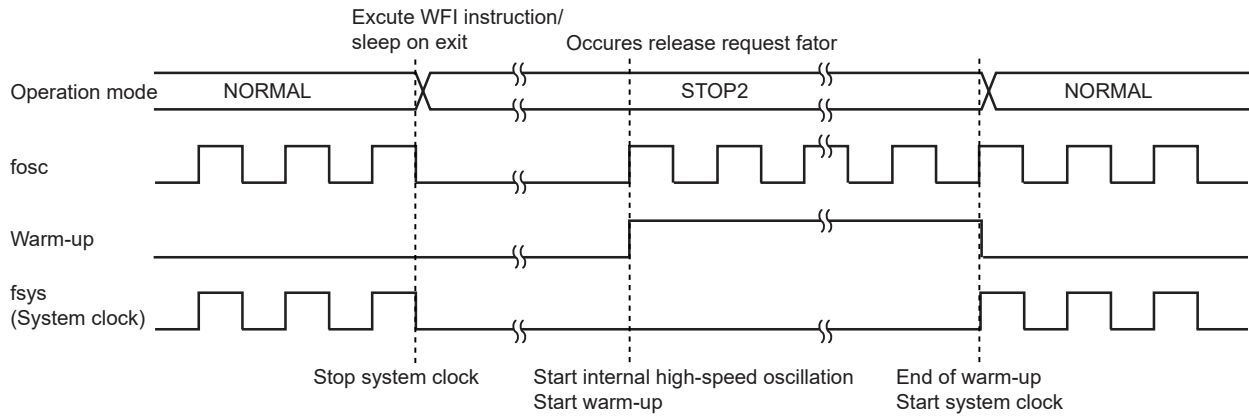 Excute WFI instruction/
sleep on exit
Occures release request fator
Operation mode
NORMAL
STOP2
NORMAL
fosc
Warm-up
fsys
(System clock)
Stop system clock
Start internal high-speed oscillation
Start warm-up
End of warm-up
Start system clock